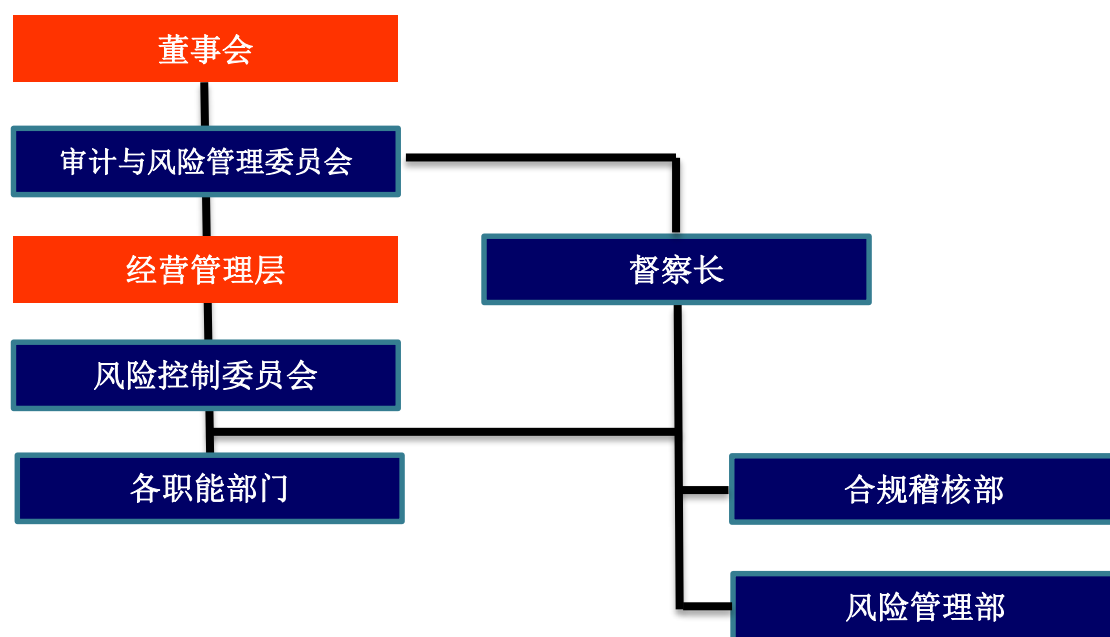 董事会
审计与风险管理委员会
经营管理层
督察长
风险控制委员会
各职能部门
合规稽核部
风险管理部